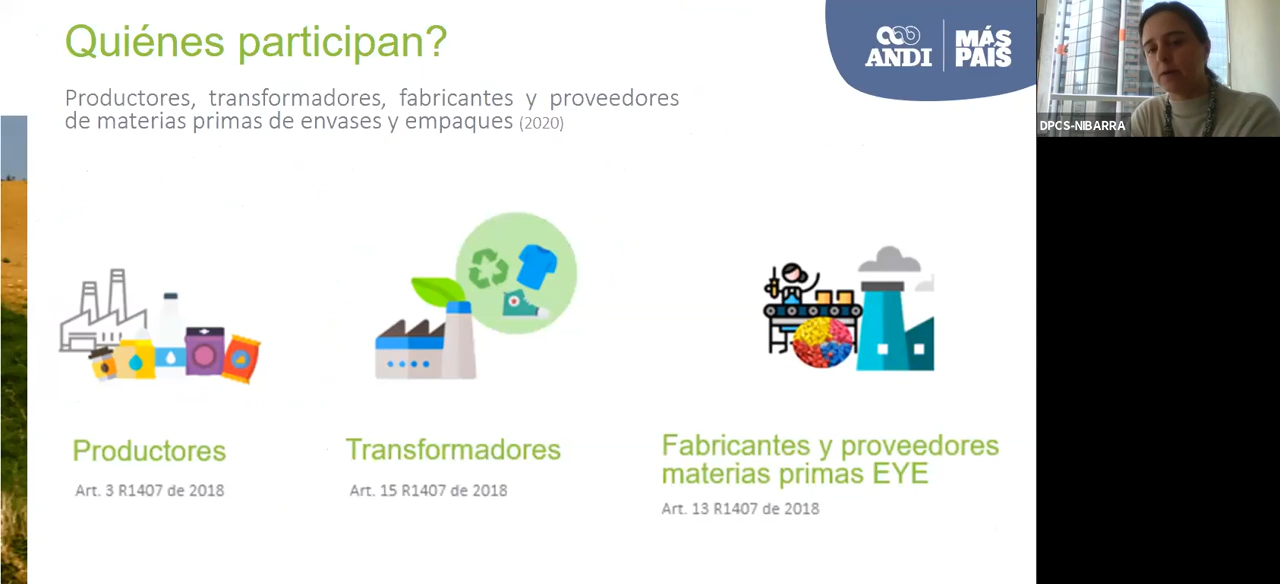 Quiénes participan?
ANDI
MÁS
PAÍS
Productores, transformadores, fabricantes y proveedores
de materias primas de envases y empaques (2020)
DPCS-NIBARRA
Productores
Art. 3 R1407 de 2018
Transformadores
Art. 15 R1407 de 2018
Fabricantes y proveedores
materias primas EYE
Art. 13 R1407 de 2018